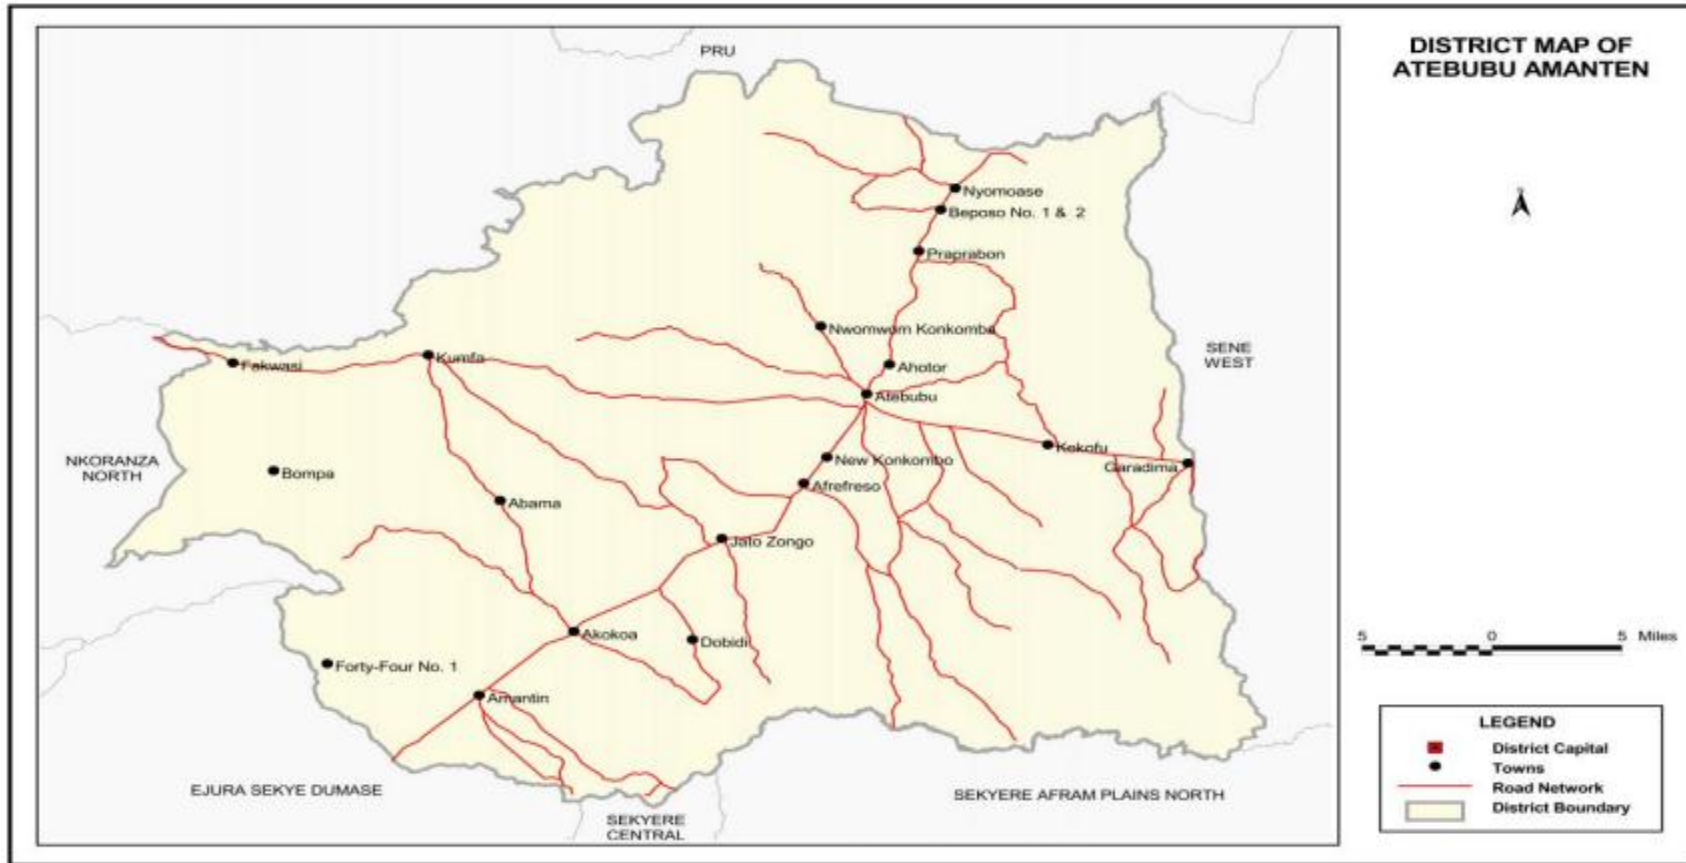 DISTRICT MAP OF
ATEBUBU AMANTEN
PRU
Nyomoase
Beposo No. 1 & 2
Praprabon
Nwomwom Konkomba
SENE
WEST
Fakwasi
Kumfa
Ahotor
Atebubu
Kokofu
NKORANZA
NORTH
Bompa
New Konkombo
Garadima
Afrefreso
Abama
Jato Zongo
Akokoa
Dobidi
Forty-Four No. 1
Amantin
EJURA SEKYE DUMASE
SEKYERE
CENTRAL
SEKYERE AFRAM PLAINS NORTH
5 0 5 Miles
LEGEND
District Capital
Towns
Road Network
District Boundary